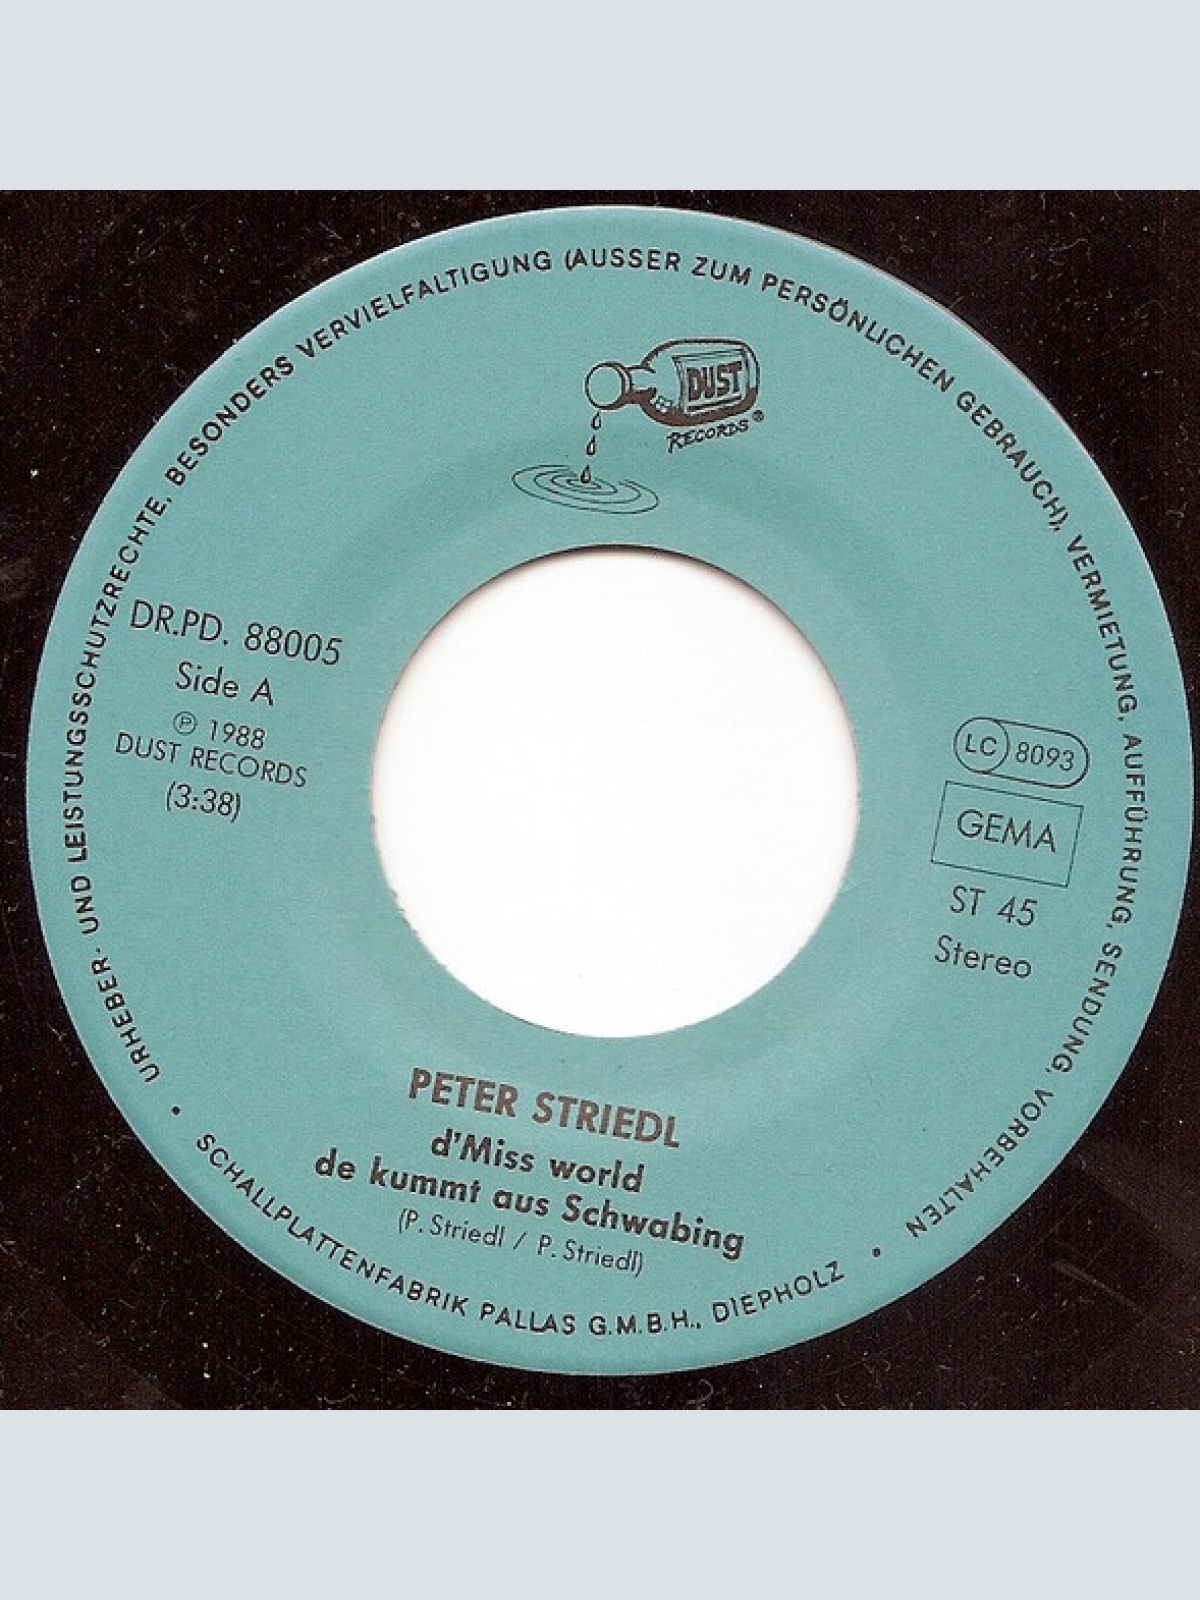 URHEBER- UND LEISTUNGSSCHUTZRECHTE, BESONDERS VERVIELFALTIGUNG (AUSSER ZUM PERSÖNLICHEN GEBRAUCH), VERMIETUNG, AUFFÜHRUNG, SENDUNG, VORBEHALTEN
DUST
RECORDS®
DR.PD. 88005
Side A
℗ 1988
DUST RECORDS
(3:38)
LC 8093
GEMA
ST 45
Stereo
PETER STRIEDL
d'Miss world
de kummt aus Schwabing
(P. Striedl / P. Striedl)
• SCHALLPLATTENFABRIK PALLAS G.M.B.H., DIEPHOLZ •